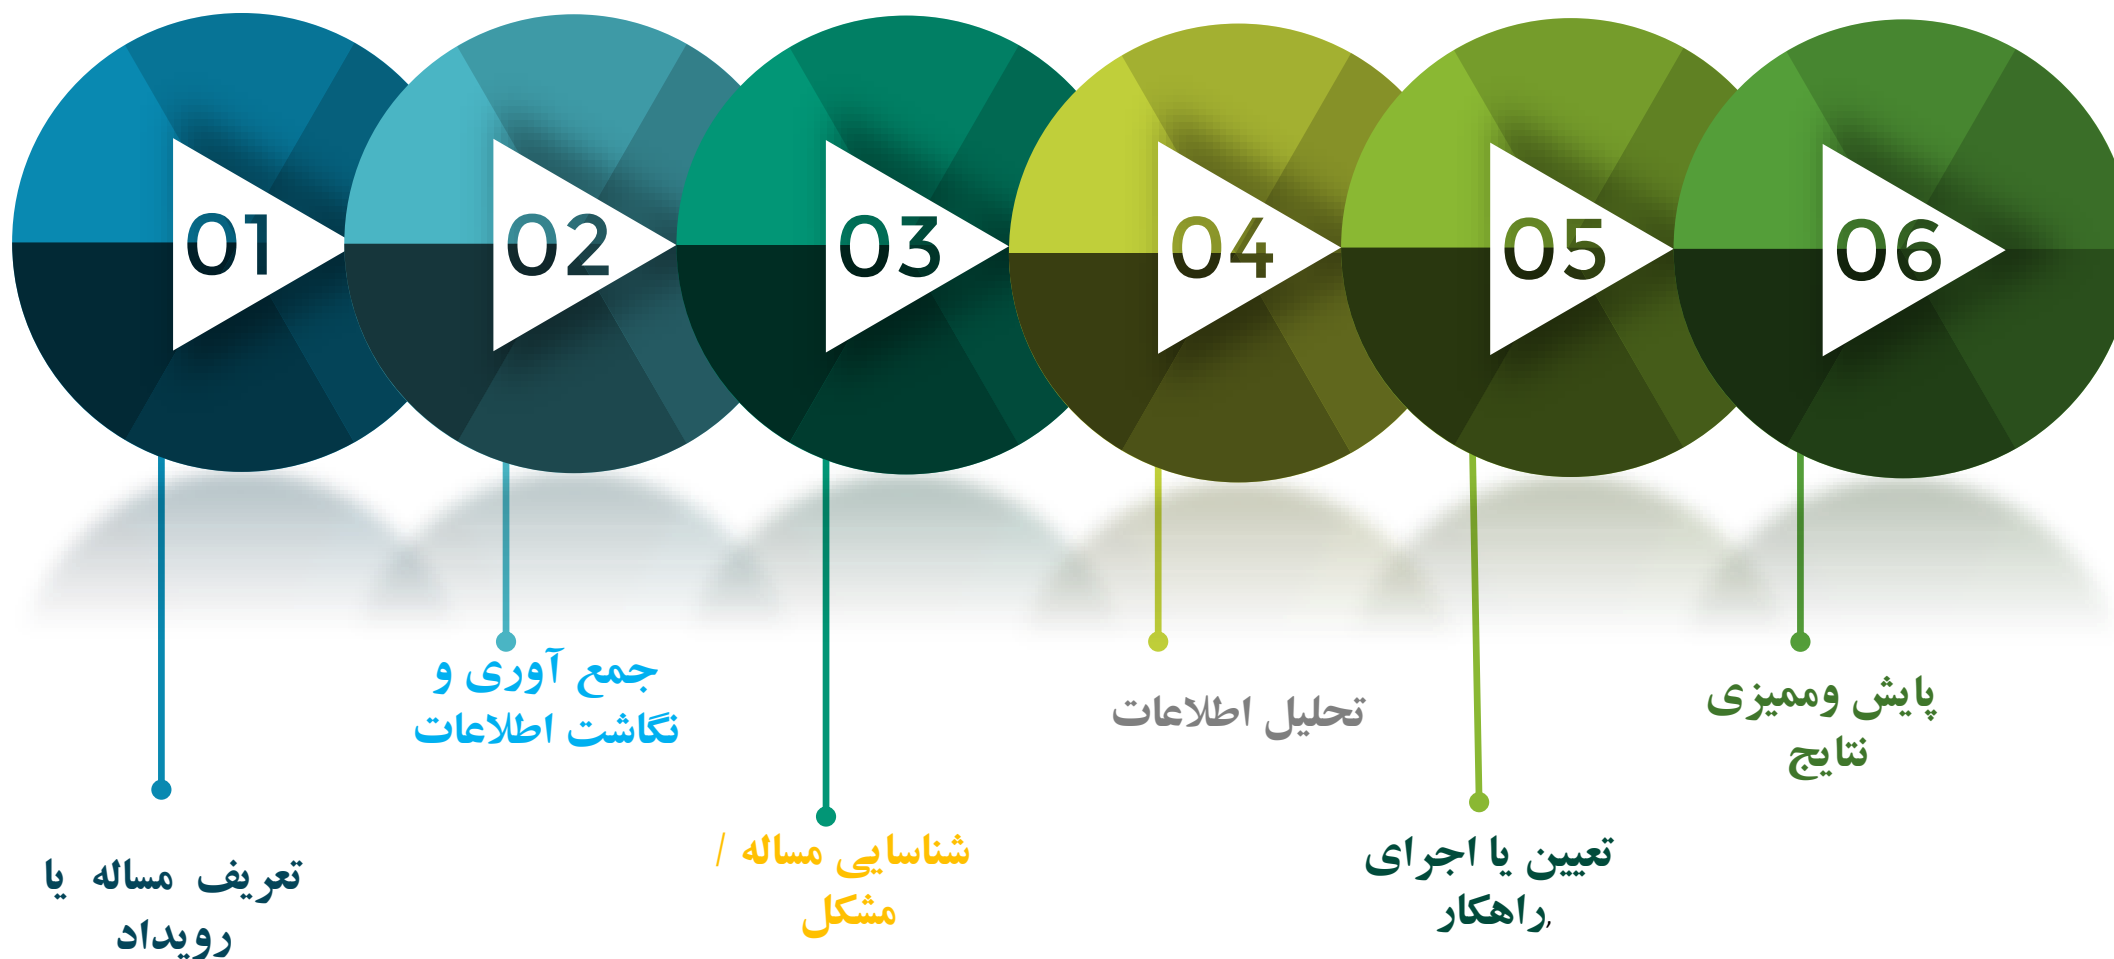 01
02
03
04
05
06
تعریف مساله یا
رویداد
جمع آوری و
نگاشت اطلاعات
شناسایی مساله /
مشکل
تحلیل اطلاعات
تعیین یا اجرای
راهکار,
پایش وممیزی
نتایج